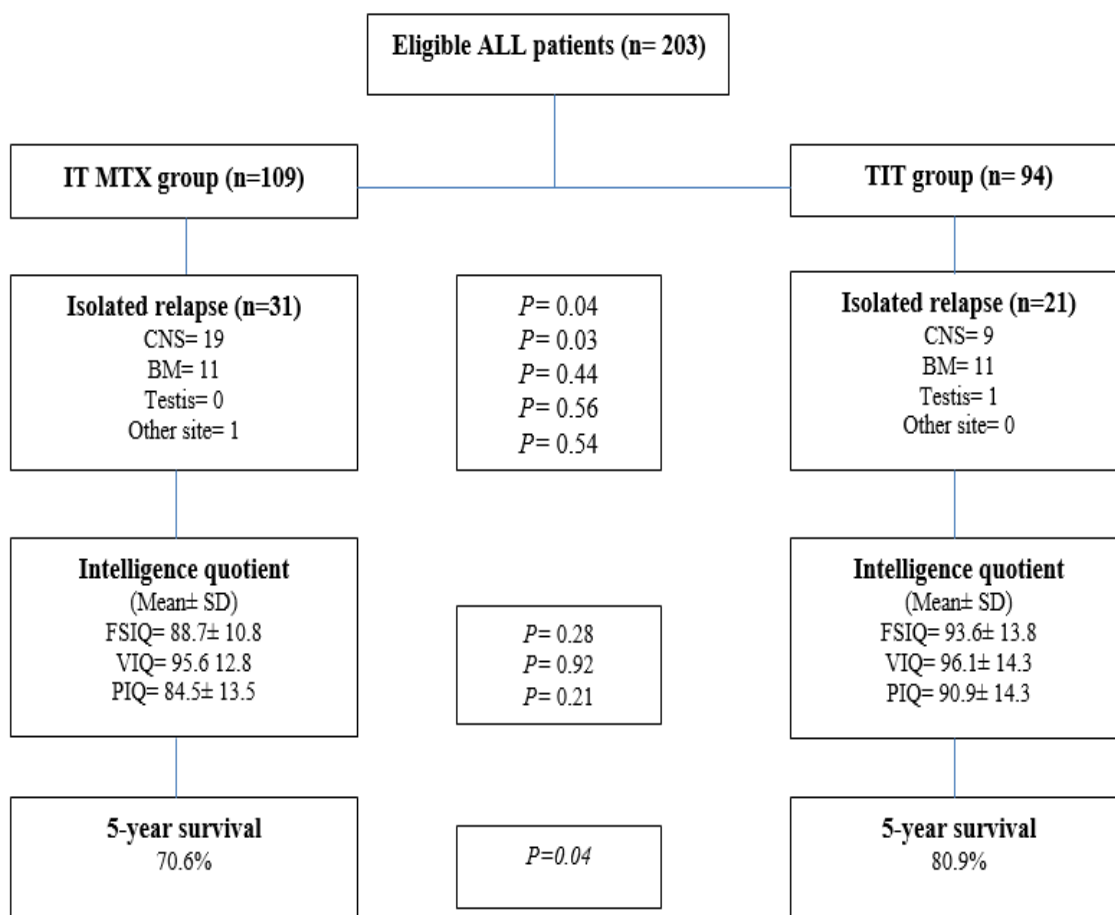 Eligible ALL patients (n= 203)
IT MTX group (n=109)
TIT group (n= 94)
Isolated relapse (n=31)
CNS= 19
BM= 11
Testis= 0
Other site= 1
P= 0.04
P= 0.03
P= 0.44
P= 0.56
P= 0.54
Isolated relapse (n=21)
CNS= 9
BM= 11
Testis= 1
Other site= 0
Intelligence quotient
(Mean± SD)
FSIQ= 88.7± 10.8
VIQ= 95.6 12.8
PIQ= 84.5± 13.5
P= 0.28
P= 0.92
P= 0.21
Intelligence quotient
(Mean± SD)
FSIQ= 93.6± 13.8
VIQ= 96.1± 14.3
PIQ= 90.9± 14.3
5-year survival
70.6%
P=0.04
5-year survival
80.9%